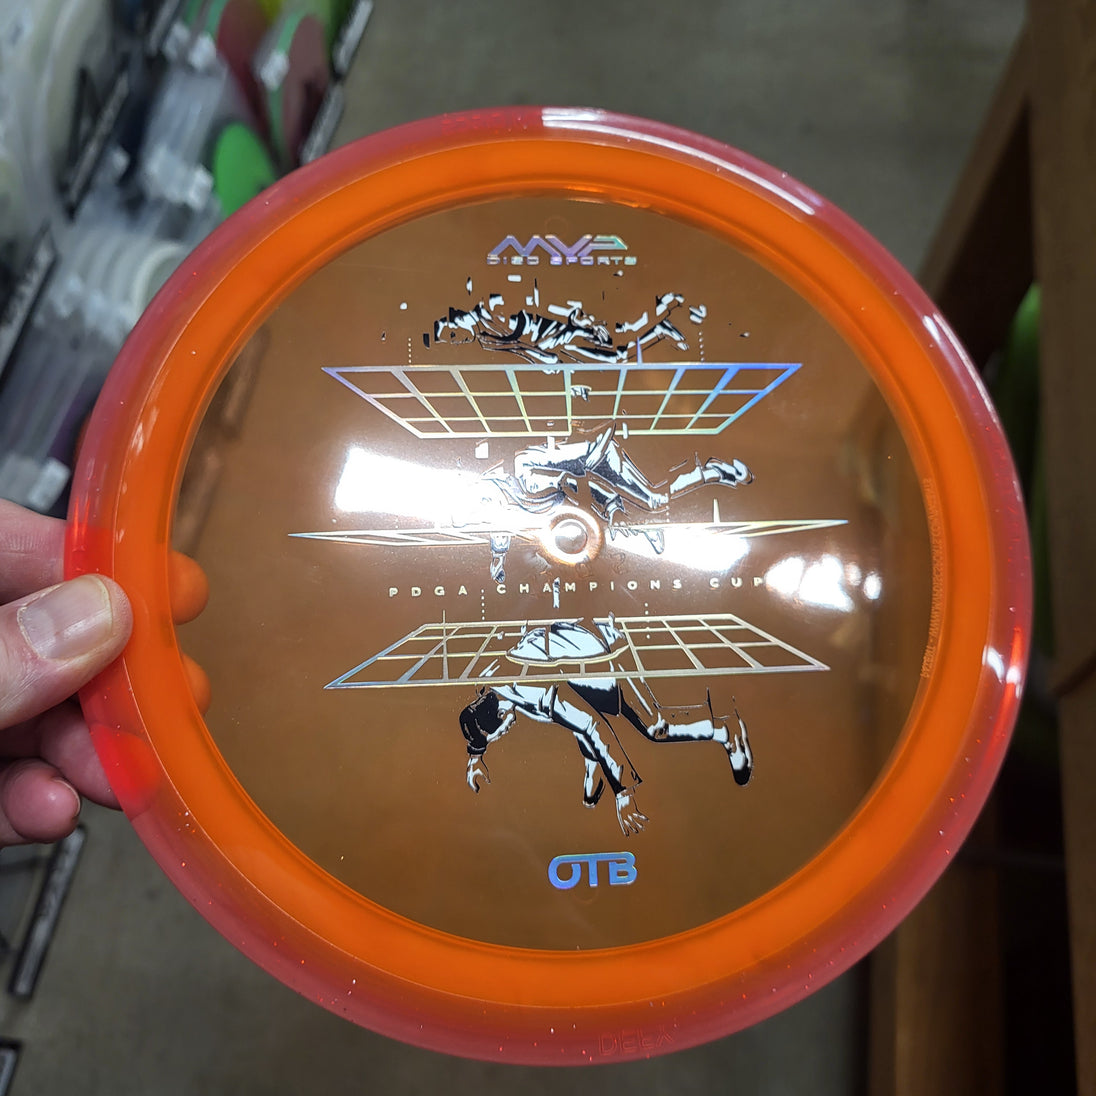 MVP
DISC SPORTS
PDGA CHAMPIONS CUP
OTB